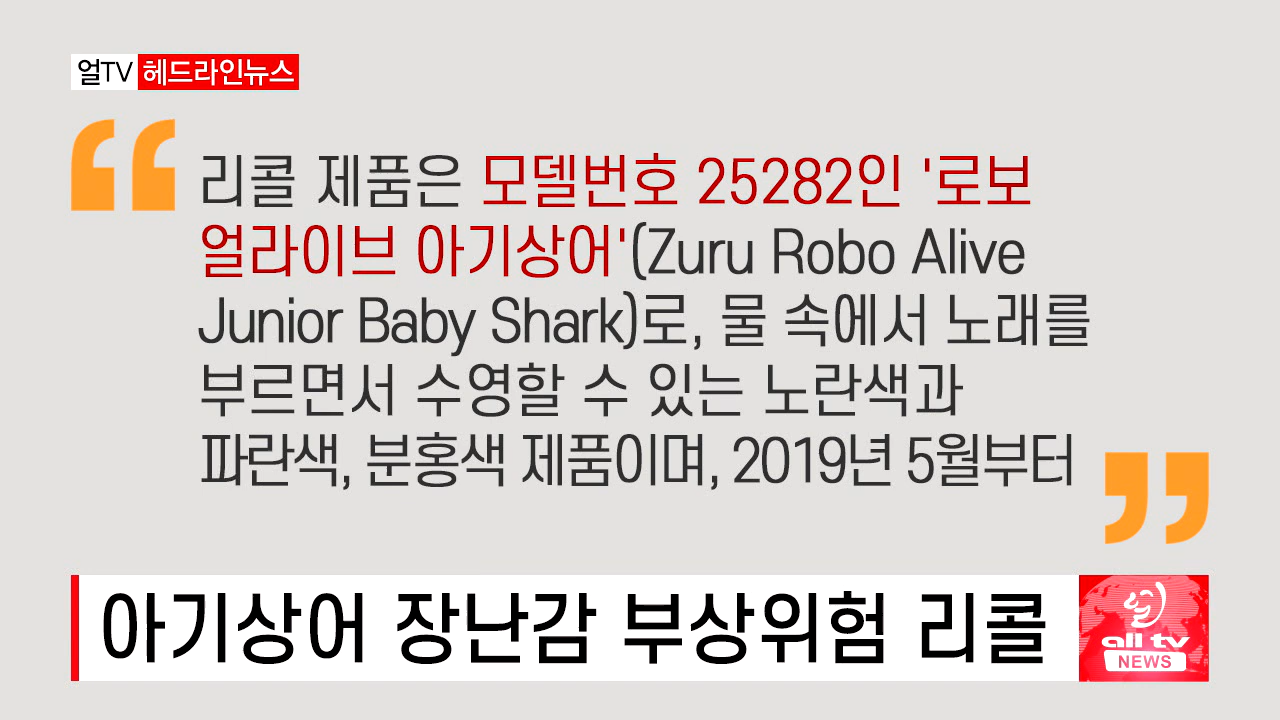 얼TV 헤드라인뉴스
“
리콜 제품은 모델번호 25282인 '로보
얼라이브 아기상어'(Zuru Robo Alive
Junior Baby Shark)로, 물 속에서 노래를
부르면서 수영할 수 있는 노란색과
파란색, 분홍색 제품이며, 2019년 5월부터
”
아기상어 장난감 부상위험 리콜
얼
all tv
NEWS